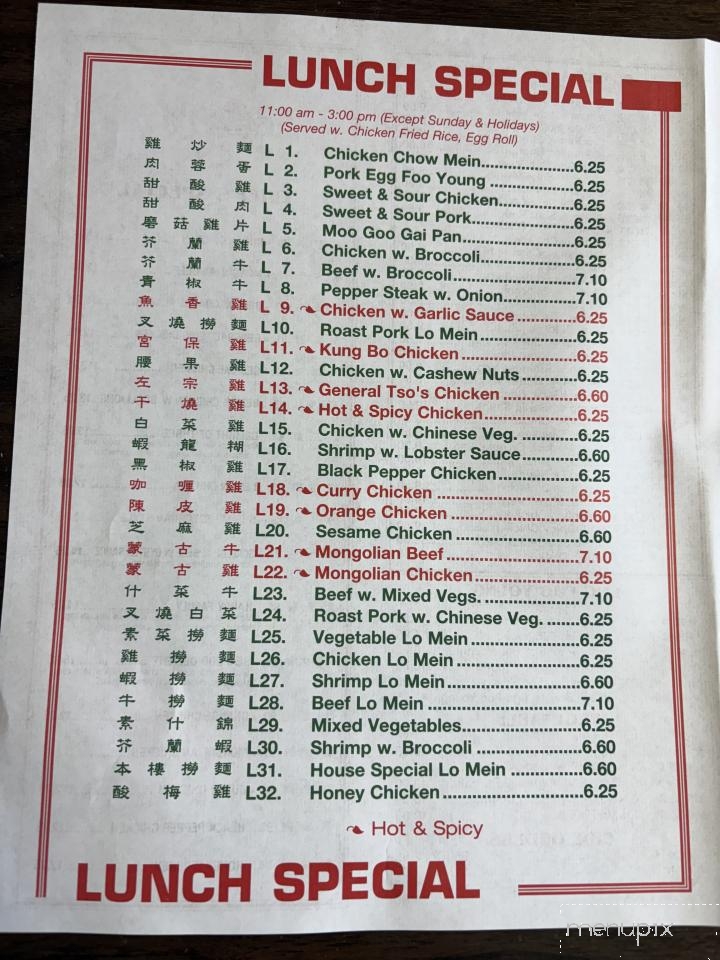 LUNCH SPECIAL
11:00 am - 3:00 pm (Except Sunday & Holidays)
(Served w. Chicken Fried Rice, Egg Roll)
雞炒麵 L 1. Chicken Chow Mein 6.25
肉蓉蛋 L 2. Pork Egg Foo Young 6.25
甜酸雞 L 3. Sweet & Sour Chicken 6.25
甜酸肉 L 4. Sweet & Sour Pork 6.25
磨菇雞片 L 5. Moo Goo Gai Pan 6.25
芥蘭雞 L 6. Chicken w. Broccoli 6.25
芥蘭牛 L 7. Beef w. Broccoli 7.10
青椒牛 L 8. Pepper Steak w. Onion 7.10
魚香雞 L 9. Chicken w. Garlic Sauce 6.25
叉燒撈麵 L10. Roast Pork Lo Mein 6.25
宮保雞 L11. Kung Bo Chicken 6.25
腰果雞 L12. Chicken w. Cashew Nuts 6.25
左宗雞 L13. General Tso's Chicken 6.60
干燒雞 L14. Hot & Spicy Chicken 6.25
白菜雞 L15. Chicken w. Chinese Veg. 6.25
蝦龍糊 L16. Shrimp w. Lobster Sauce 6.60
黑椒雞 L17. Black Pepper Chicken 6.25
咖喱雞 L18. Curry Chicken 6.25
陳皮雞 L19. Orange Chicken 6.60
芝麻雞 L20. Sesame Chicken 6.60
蒙古牛 L21. Mongolian Beef 7.10
蒙古雞 L22. Mongolian Chicken 6.25
什菜牛 L23. Beef w. Mixed Vegs. 7.10
叉燒白菜 L24. Roast Pork w. Chinese Veg. 6.25
素菜撈麵 L25. Vegetable Lo Mein 6.25
雞撈麵 L26. Chicken Lo Mein 6.25
蝦撈麵 L27. Shrimp Lo Mein 6.60
牛撈麵 L28. Beef Lo Mein 7.10
素什錦 L29. Mixed Vegetables 6.25
芥蘭蝦 L30. Shrimp w. Broccoli 6.60
本樓撈麵 L31. House Special Lo Mein 6.60
酸梅雞 L32. Honey Chicken 6.25
Hot & Spicy
LUNCH SPECIAL
menupix